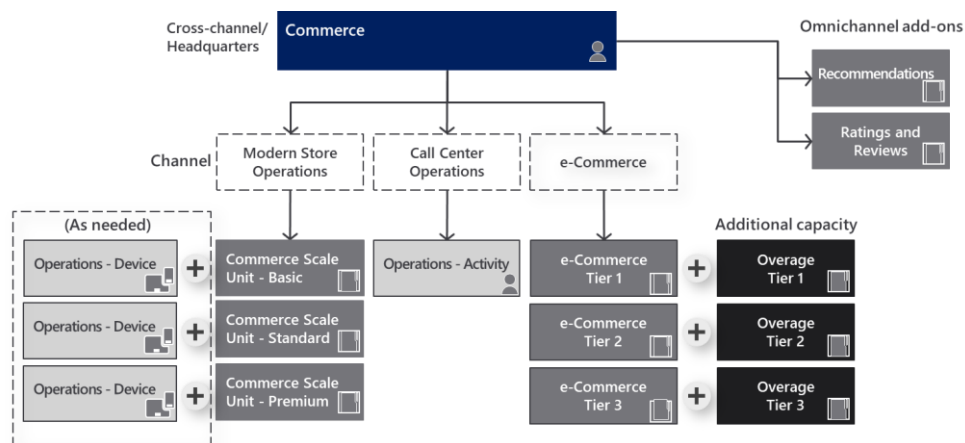 Cross-channel/
Headquarters
Commerce
Omnichannel add-ons
Recommendations
Ratings and
Reviews
Channel
Modern Store
Operations
Call Center
Operations
e-Commerce
(As needed)
Additional capacity
Operations - Device
Commerce Scale
Unit - Basic
Operations - Activity
e-Commerce
Tier 1
Overage
Tier 1
Operations - Device
Commerce Scale
Unit - Standard
e-Commerce
Tier 2
Overage
Tier 2
Operations - Device
Commerce Scale
Unit - Premium
e-Commerce
Tier 3
Overage
Tier 3